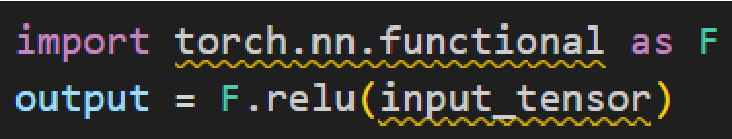 import torch.nn.functional as F
output = F.relu(input_tensor)